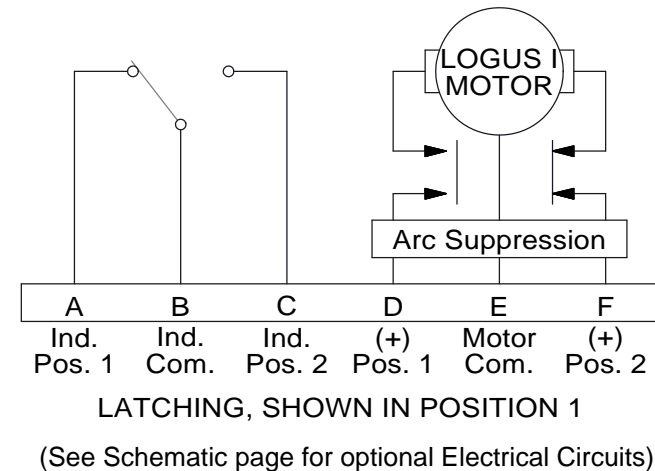 LOGUS I
MOTOR
Arc Suppression
A B C D E F
Ind. Ind. Ind. (+) Motor (+)
Pos. 1 Com. Pos. 2 Pos. 1 Com. Pos. 2
LATCHING, SHOWN IN POSITION 1
(See Schematic page for optional Electrical Circuits)